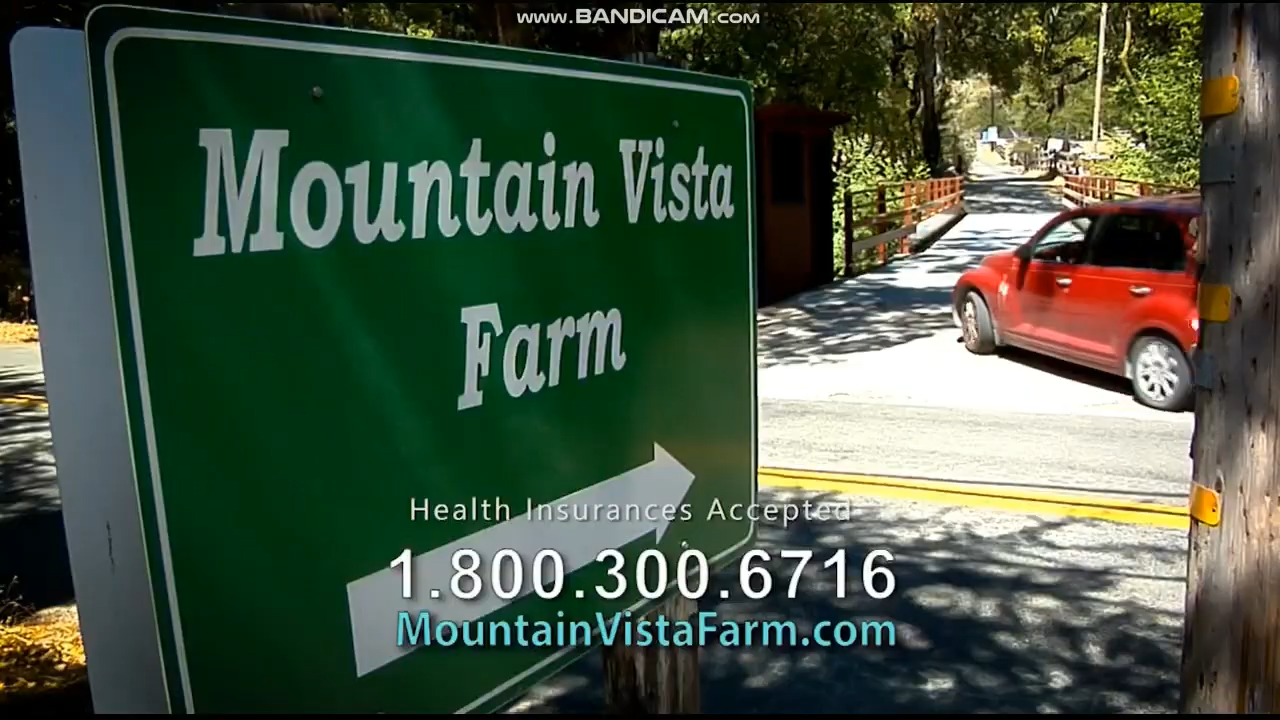 www.BANDICAM.com
Mountain Vista
Farm
Health Insurances Accepted
1.800.300.6716
MountainVistaFarm.com